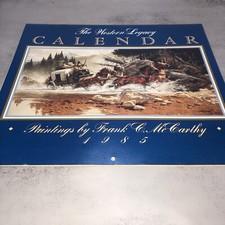 The Western Legacy
CALENDAR
Paintings by Frank C. McCarthy
1985